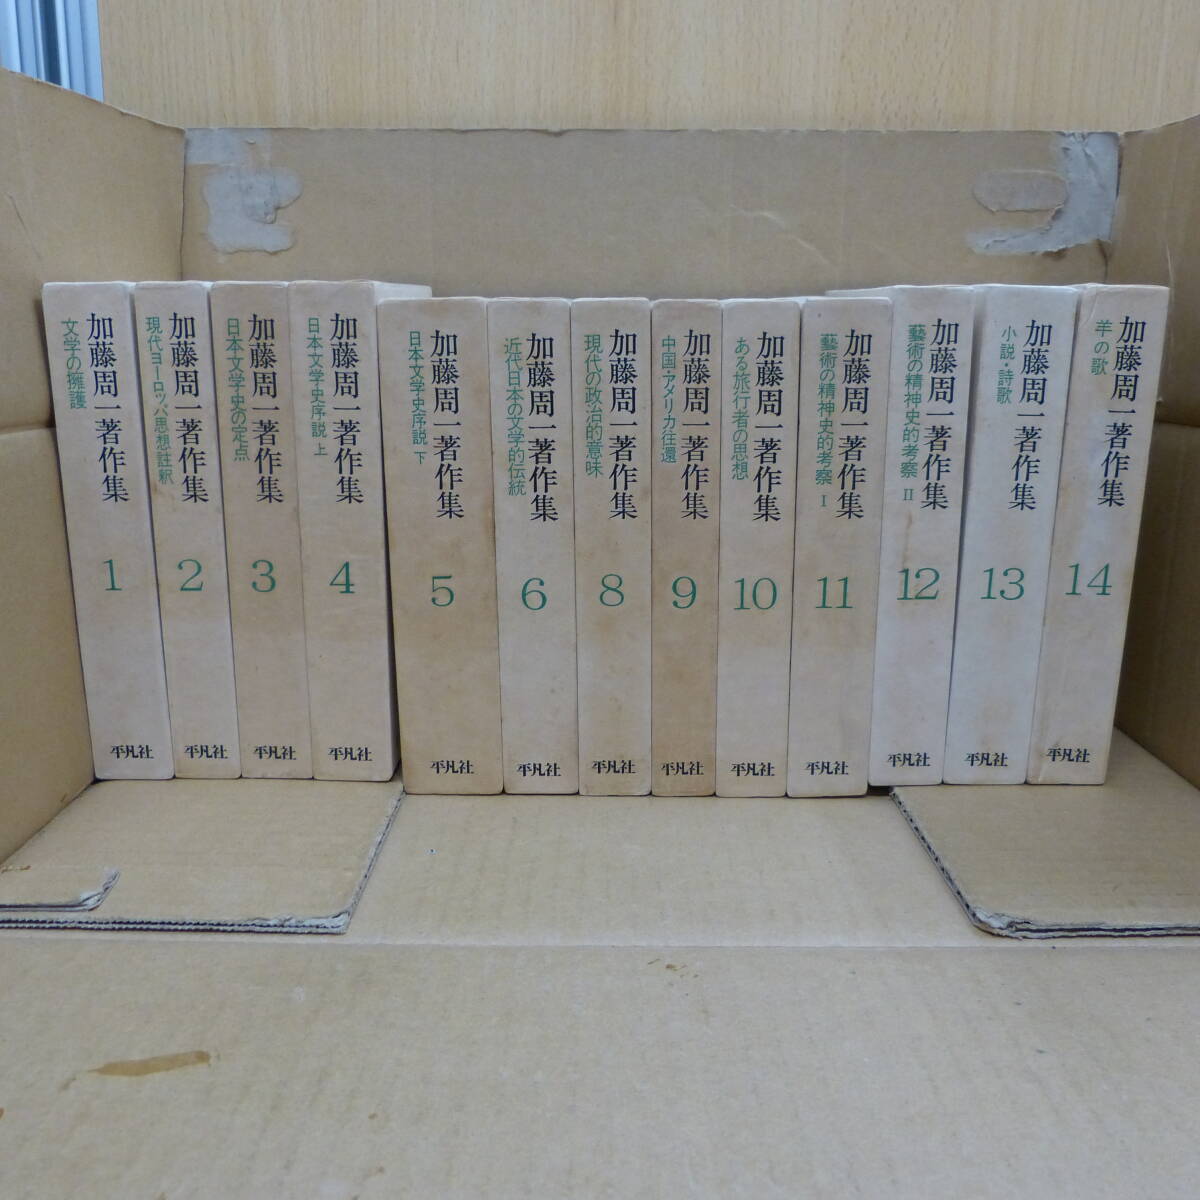 加藤周一著作集
文学の擁護
1
平凡社
加藤周一著作集
現代ヨーロッパ思想註釈
2
平凡社
加藤周一著作集
日本文学史の定点
3
平凡社
加藤周一著作集
日本文学史序説 上
4
平凡社
加藤周一著作集
日本文学史序説 下
5
平凡社
加藤周一著作集
近代日本の文学的伝統
6
平凡社
加藤周一著作集
現代の政治的意味
8
平凡社
加藤周一著作集
中国・アメリカ往還
9
平凡社
加藤周一著作集
ある旅行者の思想
10
平凡社
加藤周一著作集
藝術の精神史的考察 I
11
平凡社
加藤周一著作集
藝術の精神史的考察 II
12
平凡社
加藤周一著作集
小説・詩歌
13
平凡社
加藤周一著作集
羊の歌
14
平凡社